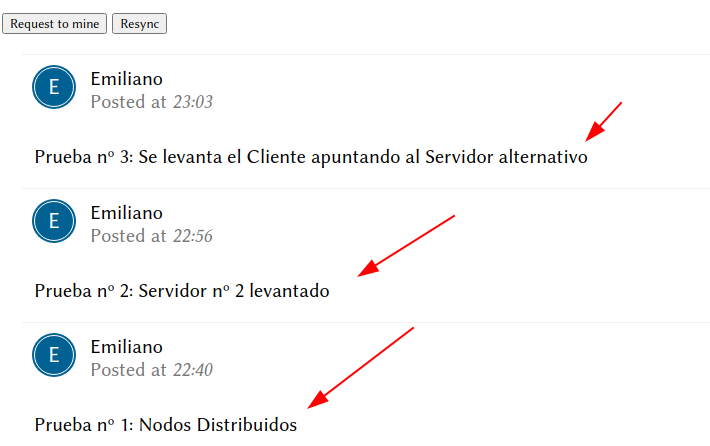 Request to mine Resync
E Emiliano
Posted at 23:03
Prueba nº 3: Se levanta el Cliente apuntando al Servidor alternativo
E Emiliano
Posted at 22:56
Prueba nº 2: Servidor nº 2 levantado
E Emiliano
Posted at 22:40
Prueba nº 1: Nodos Distribuidos